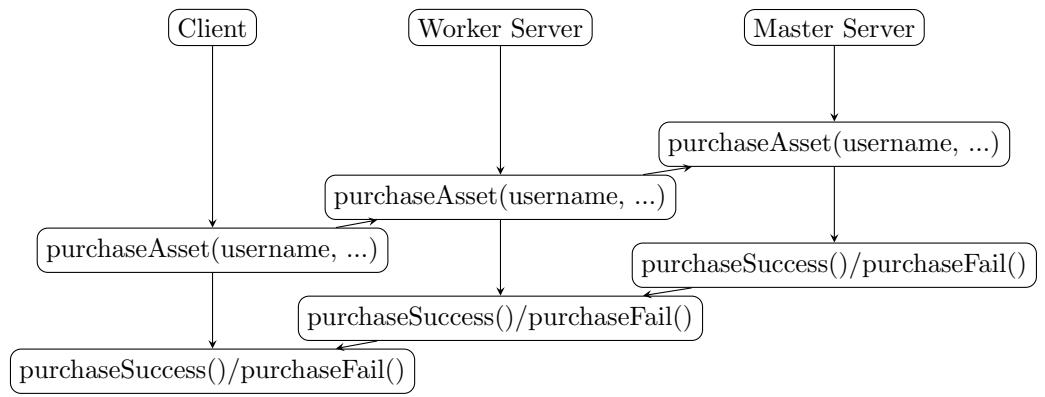 Client
Worker Server
Master Server
purchaseAsset(username, ...)
purchaseAsset(username, ...)
purchaseAsset(username, ...)
purchaseSuccess()/purchaseFail()
purchaseSuccess()/purchaseFail()
purchaseSuccess()/purchaseFail()